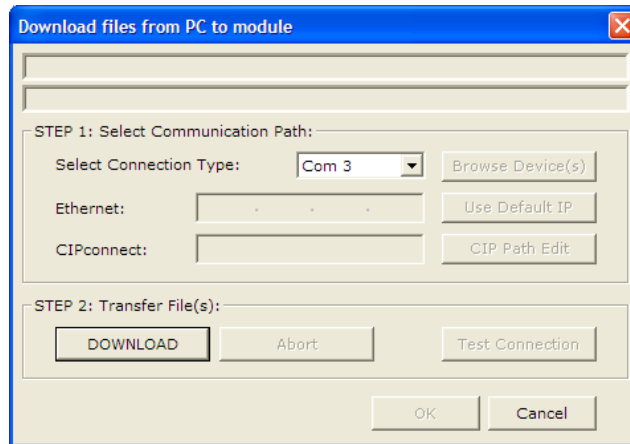 Download files from PC to module
STEP 1: Select Communication Path:
Select Connection Type: Com 3 Browse Device(s)
Ethernet: . . . Use Default IP
CIPconnect: CIP Path Edit
STEP 2: Transfer File(s):
DOWNLOAD Abort Test Connection
OK Cancel